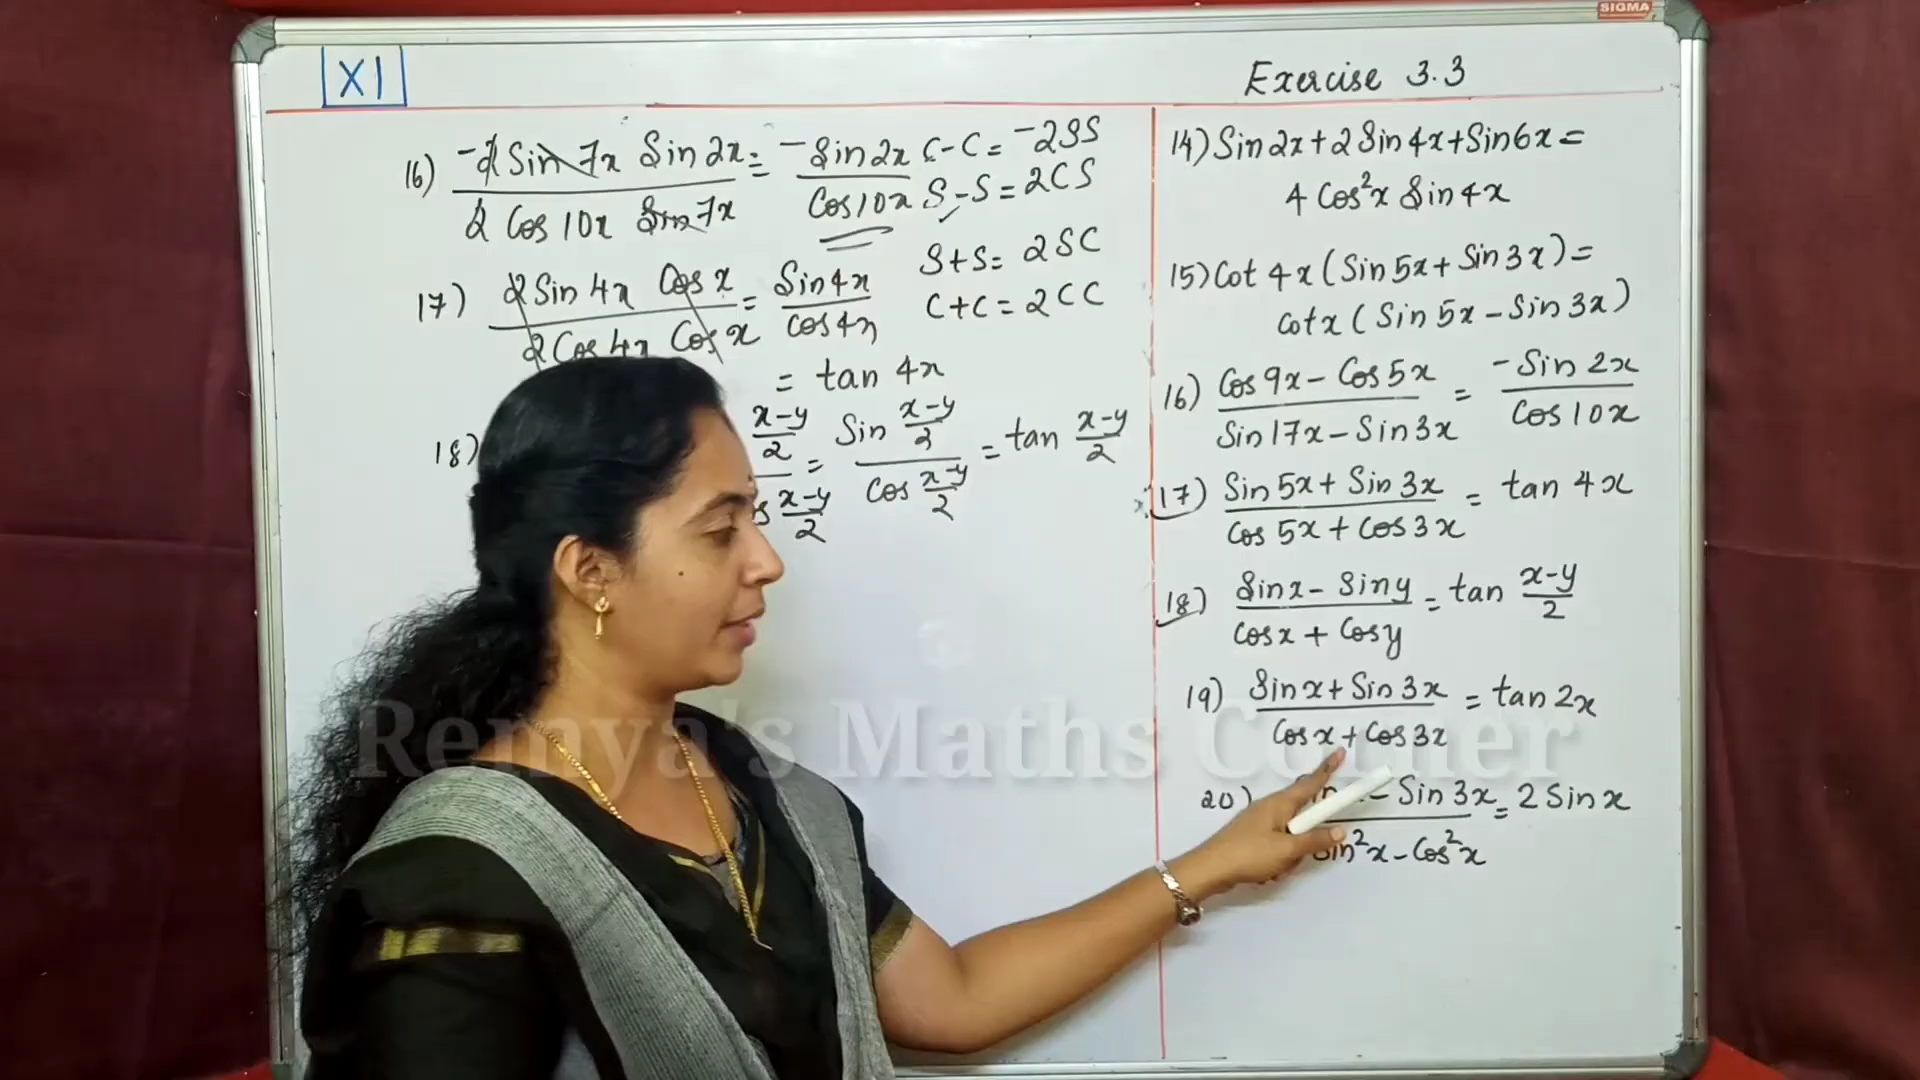 SIGMA
XI
Exercise 3.3
16) -2 Sin 7x Sin 2x / 2 Cos 10x Sin 7x = - Sin 2x / Cos 10x
C-C = -2SS
S-S = 2CS
S+S = 2SC
C+C = 2CC
17) 2 Sin 4x Cos x / 2 Cos 4x Cos x = Sin 4x / Cos 4x
= tan 4x
18) x-y/2 / x-y/2 = Sin x-y/2 / Cos x-y/2 = tan x-y/2
14) Sin 2x + 2 Sin 4x + Sin 6x =
4 Cos²x Sin 4x
15) Cot 4x (Sin 5x + Sin 3x) =
Cot x (Sin 5x - Sin 3x)
16) Cos 9x - Cos 5x / Sin 17x - Sin 3x = - Sin 2x / Cos 10x
17) Sin 5x + Sin 3x / Cos 5x + Cos 3x = tan 4x
18) Sin x - Sin y / Cos x + Cos y = tan x-y/2
19) Sin x + Sin 3x / Cos x + Cos 3x = tan 2x
20) - Sin 3x / Sin²x - Cos²x = 2 Sin x
Remya's Maths Corner